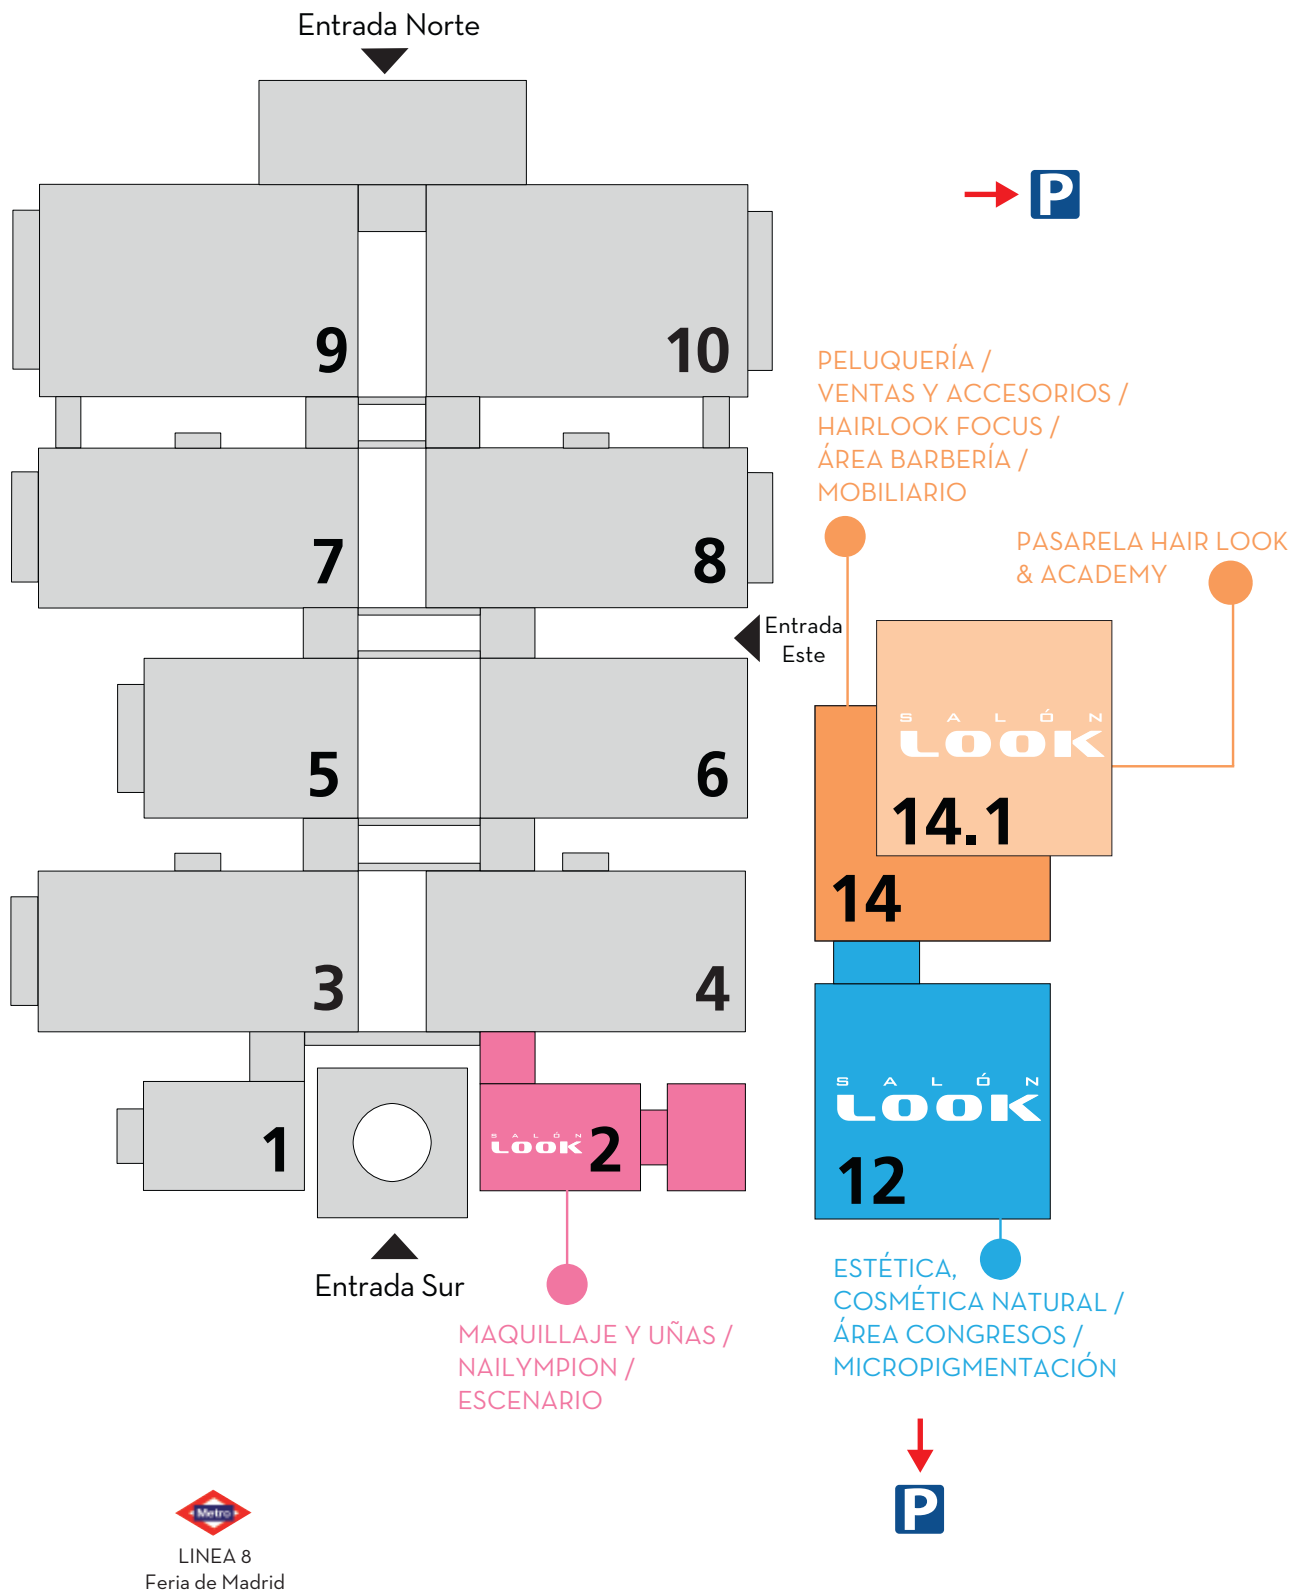 Entrada Norte
P
9
10
PELUQUERÍA /
VENTAS Y ACCESORIOS /
HAIRLOOK FOCUS /
ÁREA BARBERÍA /
MOBILIARIO
7
8
PASARELA HAIR LOOK
& ACADEMY
Entrada
Este
5
6
SALÓN
LOOK
14.1
14
3
4
1
SALÓN
LOOK
2
SALÓN
LOOK
12
Entrada Sur
MAQUILLAJE Y UÑAS /
NAILYMPION /
ESCENARIO
ESTÉTICA,
COSMÉTICA NATURAL /
ÁREA CONGRESOS /
MICROPIGMENTACIÓN
P
Metro
LINEA 8
Feria de Madrid